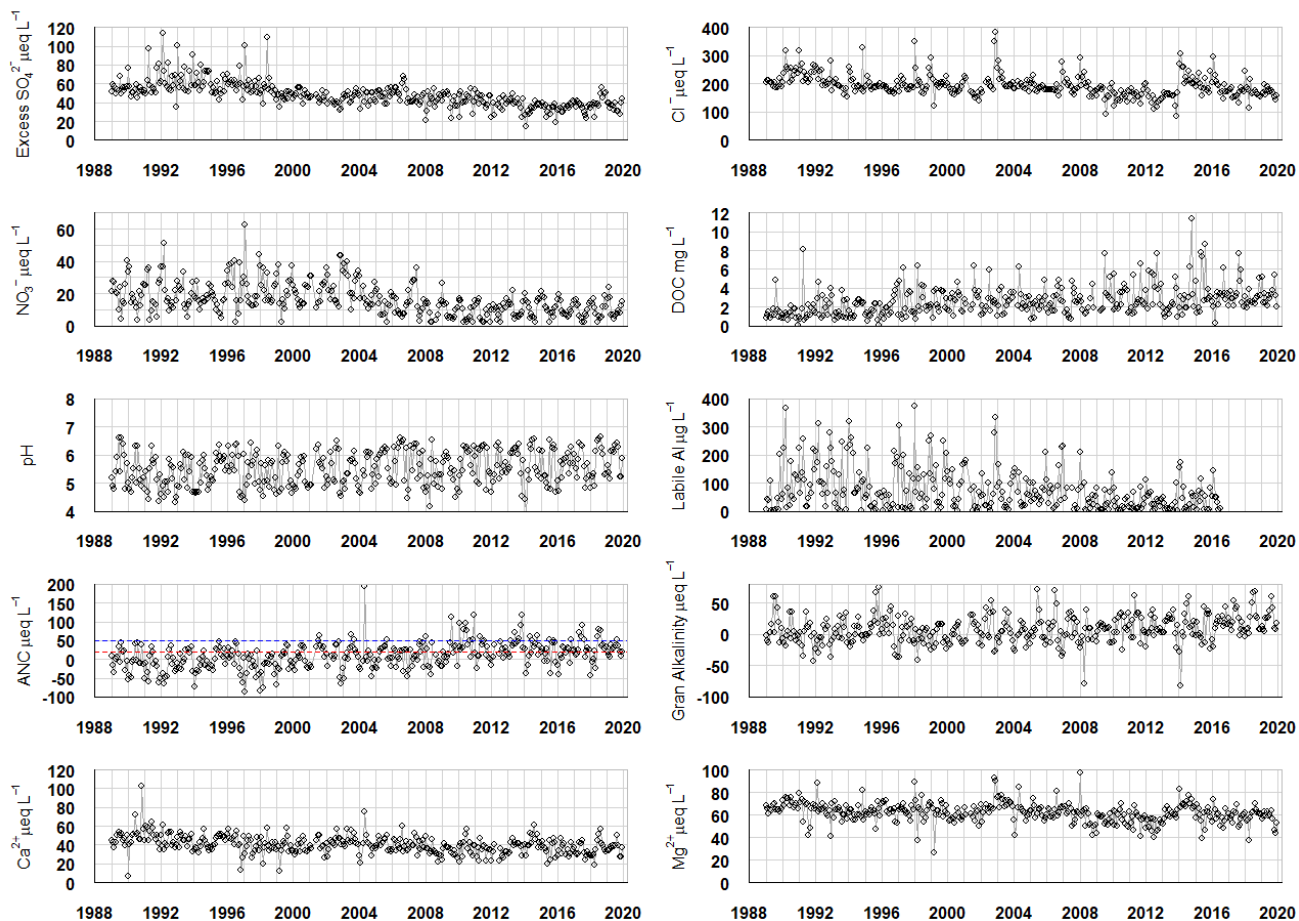 Excess SO₄²⁻ µeq L⁻¹
120
100
80
60
40
20
0
1988 1992 1996 2000 2004 2008 2012 2016 2020
Cl⁻ µeq L⁻¹
400
300
200
100
0
1988 1992 1996 2000 2004 2008 2012 2016 2020
NO₃⁻ µeq L⁻¹
60
40
20
0
1988 1992 1996 2000 2004 2008 2012 2016 2020
DOC mg L⁻¹
12
10
8
6
4
2
0
1988 1992 1996 2000 2004 2008 2012 2016 2020
pH
8
7
6
5
4
1988 1992 1996 2000 2004 2008 2012 2016 2020
Labile Al µg L⁻¹
400
300
200
100
0
1988 1992 1996 2000 2004 2008 2012 2016 2020
ANC µeq L⁻¹
200
150
100
50
0
-50
-100
1988 1992 1996 2000 2004 2008 2012 2016 2020
Gran Alkalinity µeq L⁻¹
50
0
-50
-100
1988 1992 1996 2000 2004 2008 2012 2016 2020
Ca²⁺ µeq L⁻¹
120
100
80
60
40
20
0
1988 1992 1996 2000 2004 2008 2012 2016 2020
Mg²⁺ µeq L⁻¹
100
80
60
40
20
0
1988 1992 1996 2000 2004 2008 2012 2016 2020